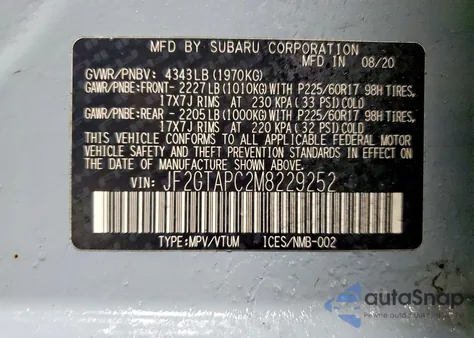 MFD BY SUBARU CORPORATION
MFD IN 08/20
GVWR/PNBV: 4343LB (1970KG)
GAWR/PNBE:FRONT- 2227LB (1010KG) WITH P225/60R17 98H TIRES,
17X7J RIMS AT 230 KPA (33 PSI)COLD
GAWR/PNBE:REAR - 2205LB (1000KG) WITH P225/60R17 98H TIRES,
17X7J RIMS AT 220 KPA (32 PSI)COLD
THIS VEHICLE CONFORMS TO ALL APPLICABLE FEDERAL MOTOR
VEHICLE SAFETY STANDARDS IN EFFECT ON THE DATE OF
MANUFACTURE SHOWN ABOVE.
VIN: JF2GTAPC2M8229252
TYPE:MPV/VTUM ICES/NMB-002
autoSnap